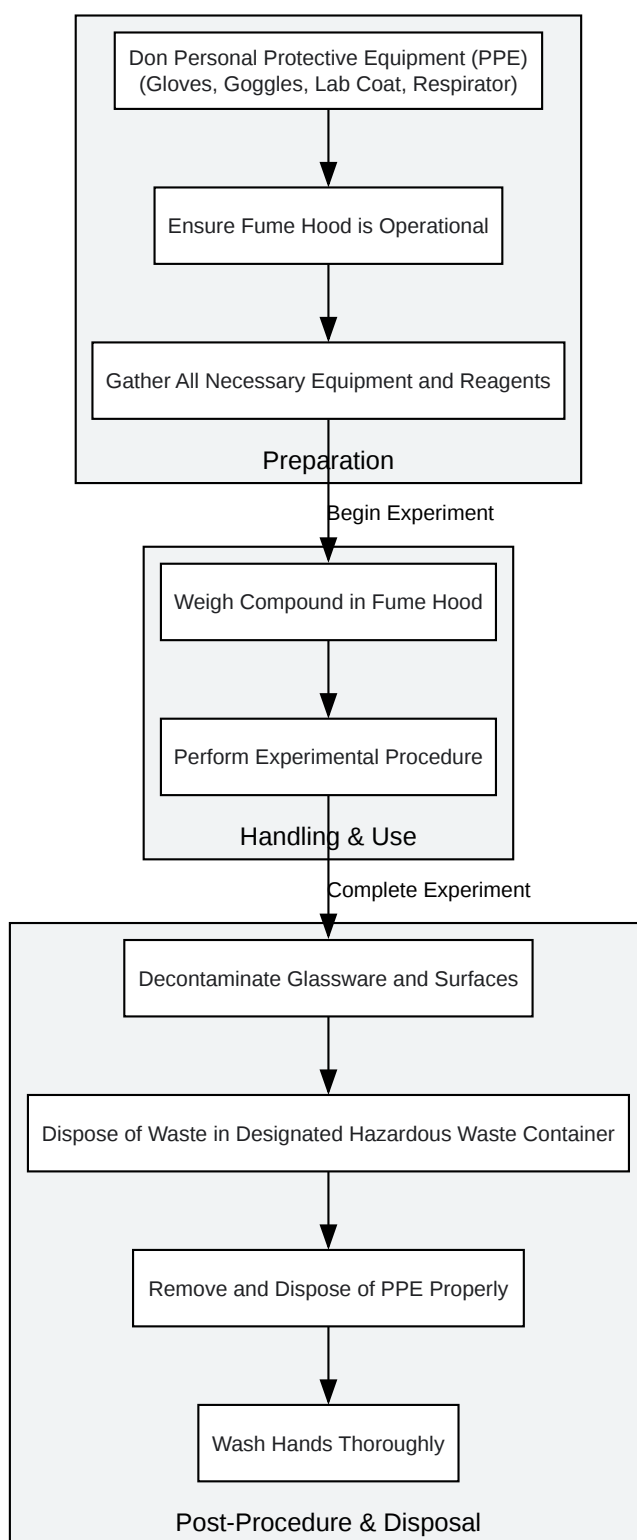 Don Personal Protective Equipment (PPE)
(Gloves, Goggles, Lab Coat, Respirator)
Ensure Fume Hood is Operational
Gather All Necessary Equipment and Reagents
Preparation
Begin Experiment
Weigh Compound in Fume Hood
Perform Experimental Procedure
Handling & Use
Complete Experiment
Decontaminate Glassware and Surfaces
Dispose of Waste in Designated Hazardous Waste Container
Remove and Dispose of PPE Properly
Wash Hands Thoroughly
Post-Procedure & Disposal